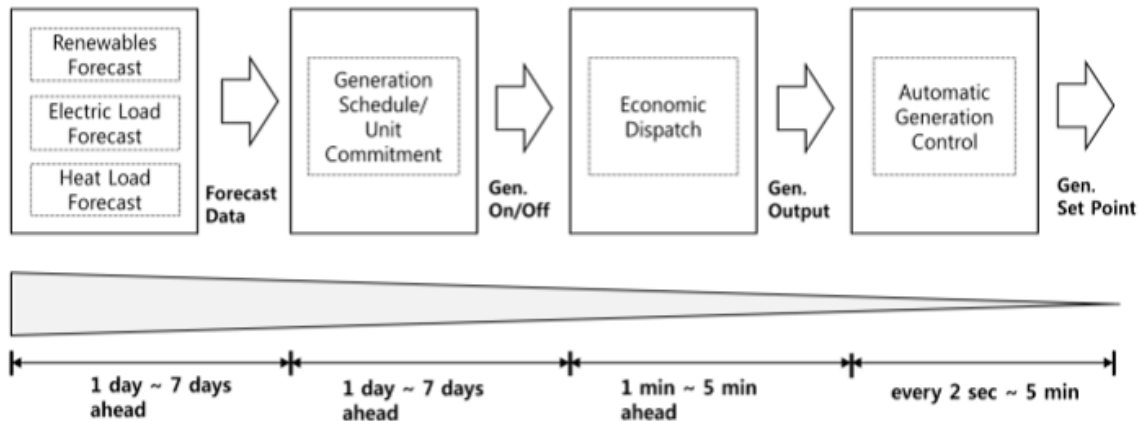 Renewables
Forecast
Electric Load
Forecast
Heat Load
Forecast
Forecast
Data
Generation
Schedule/
Unit
Commitment
Gen.
On/Off
Economic
Dispatch
Gen.
Output
Automatic
Generation
Control
Gen.
Set Point
1 day ~ 7 days
ahead
1 day ~ 7 days
ahead
1 min ~ 5 min
ahead
every 2 sec ~ 5 min